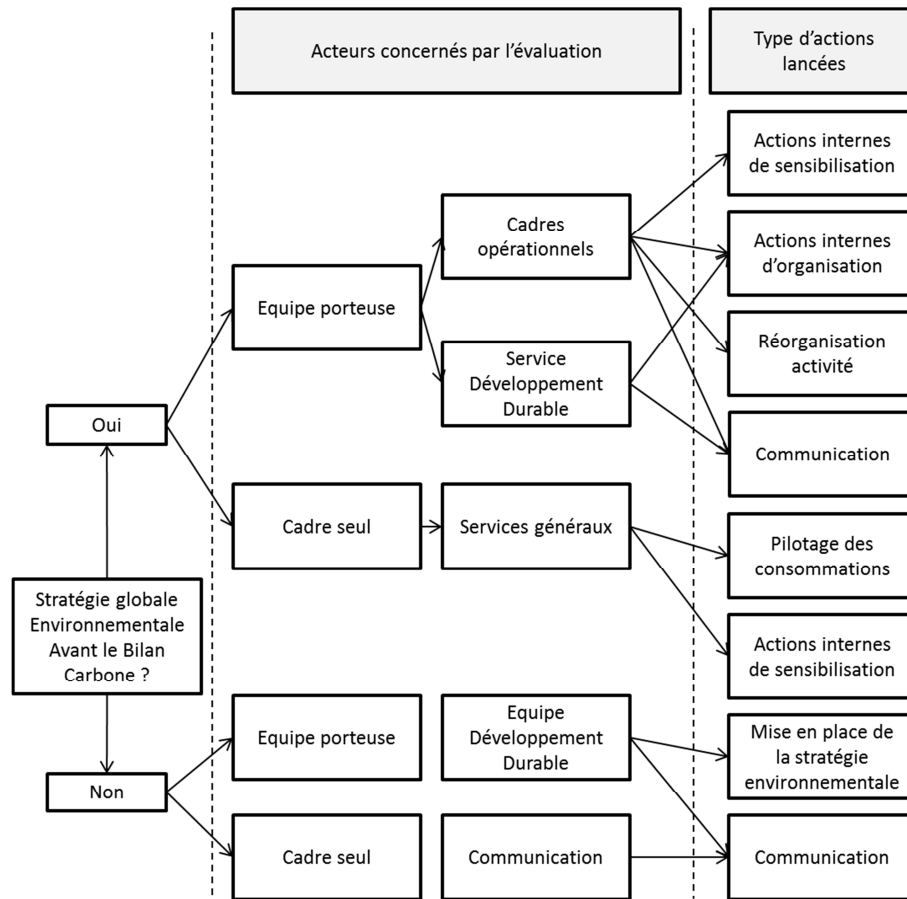 Acteurs concernés par l'évaluation
Type d'actions
lancées
Stratégie globale
Environnementale
Avant le Bilan
Carbone ?
Oui
Equipe porteuse
Cadres
opérationnels
Service
Développement
Durable
Actions internes
de sensibilisation
Actions internes
d'organisation
Réorganisation
activité
Communication
Cadre seul
Services généraux
Pilotage des
consommations
Actions internes
de sensibilisation
Non
Equipe porteuse
Equipe
Développement
Durable
Mise en place de
la stratégie
environnementale
Cadre seul
Communication
Communication